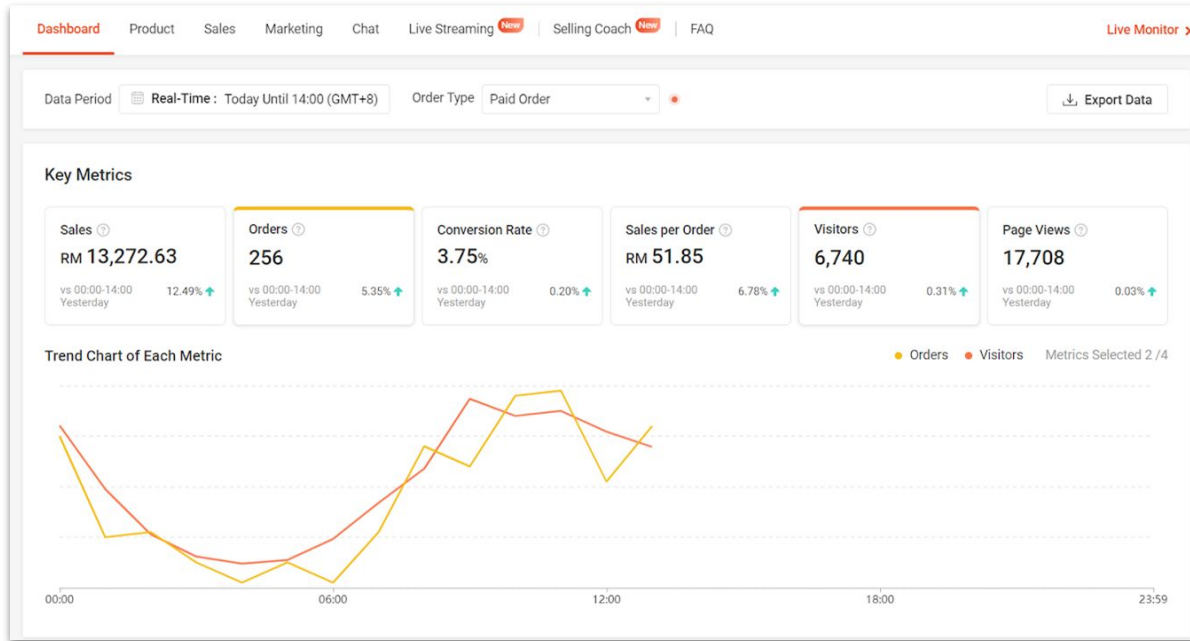 Dashboard Product Sales Marketing Chat Live Streaming New Selling Coach New FAQ Live Monitor
Data Period Real-Time : Today Until 14:00 (GMT+8) Order Type Paid Order Export Data
Key Metrics
Sales ? Orders ? Conversion Rate ? Sales per Order ? Visitors ? Page Views ?
RM 13,272.63 256 3.75% RM 51.85 6,740 17,708
vs 00:00-14:00 12.49% vs 00:00-14:00 5.35% vs 00:00-14:00 0.20% vs 00:00-14:00 6.78% vs 00:00-14:00 0.31% vs 00:00-14:00 0.03%
Yesterday Yesterday Yesterday Yesterday Yesterday Yesterday
Trend Chart of Each Metric Orders Visitors Metrics Selected 2 /4
00:00 06:00 12:00 18:00 23:59